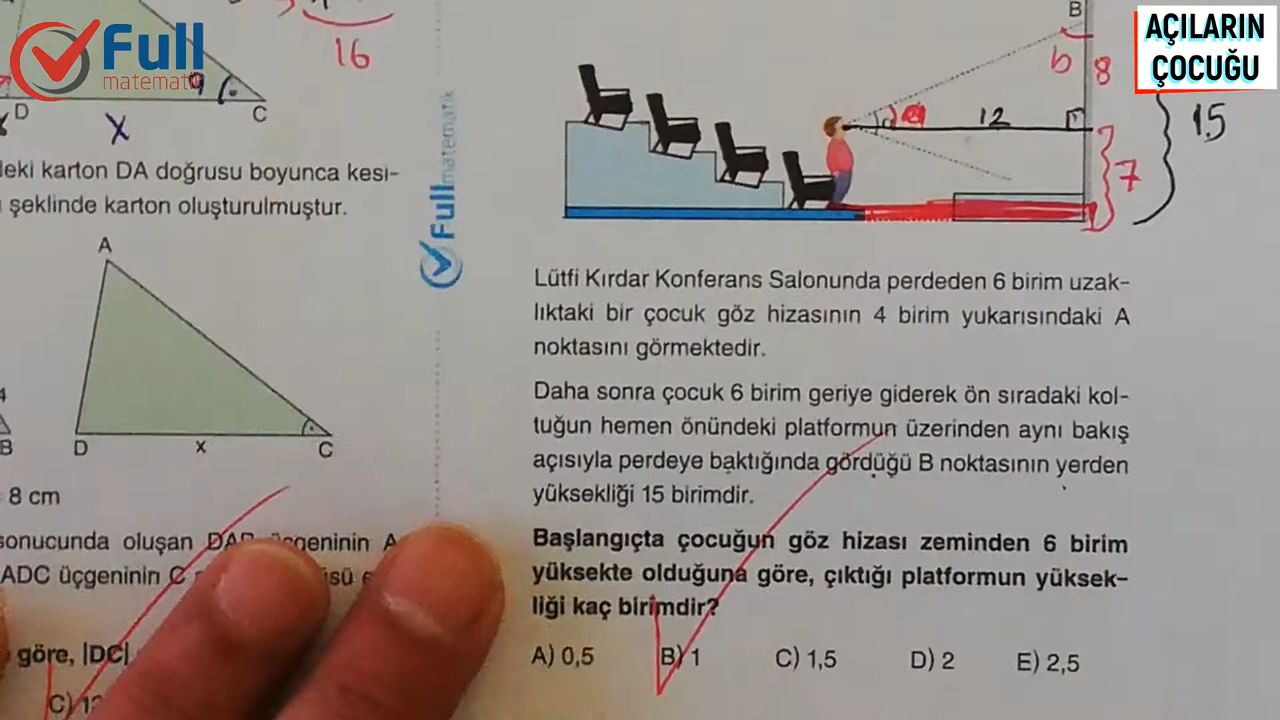 Full
matematik
AÇILARIN
ÇOCUĞU
16
D
x
C
B
b
8
a
12
7
15
deki karton DA doğrusu boyunca kesi-
şeklinde karton oluşturulmuştur.
A
D
x
C
B
8 cm
sonucunda oluşan DAB üçgeninin A
ADC üçgeninin C
göre, |DC|
C)
Full matematik
Lütfi Kırdar Konferans Salonunda perdeden 6 birim uzak-
lıktaki bir çocuk göz hizasının 4 birim yukarısındaki A
noktasını görmektedir.
Daha sonra çocuk 6 birim geriye giderek ön sıradaki kol-
tuğun hemen önündeki platformun üzerinden aynı bakış
açısıyla perdeye baktığında gördüğü B noktasının yerden
yüksekliği 15 birimdir.
Başlangıçta çocuğun göz hizası zeminden 6 birim
yüksekte olduğuna göre, çıktığı platformun yüksek-
liği kaç birimdir?
A) 0,5
B) 1
C) 1,5
D) 2
E) 2,5